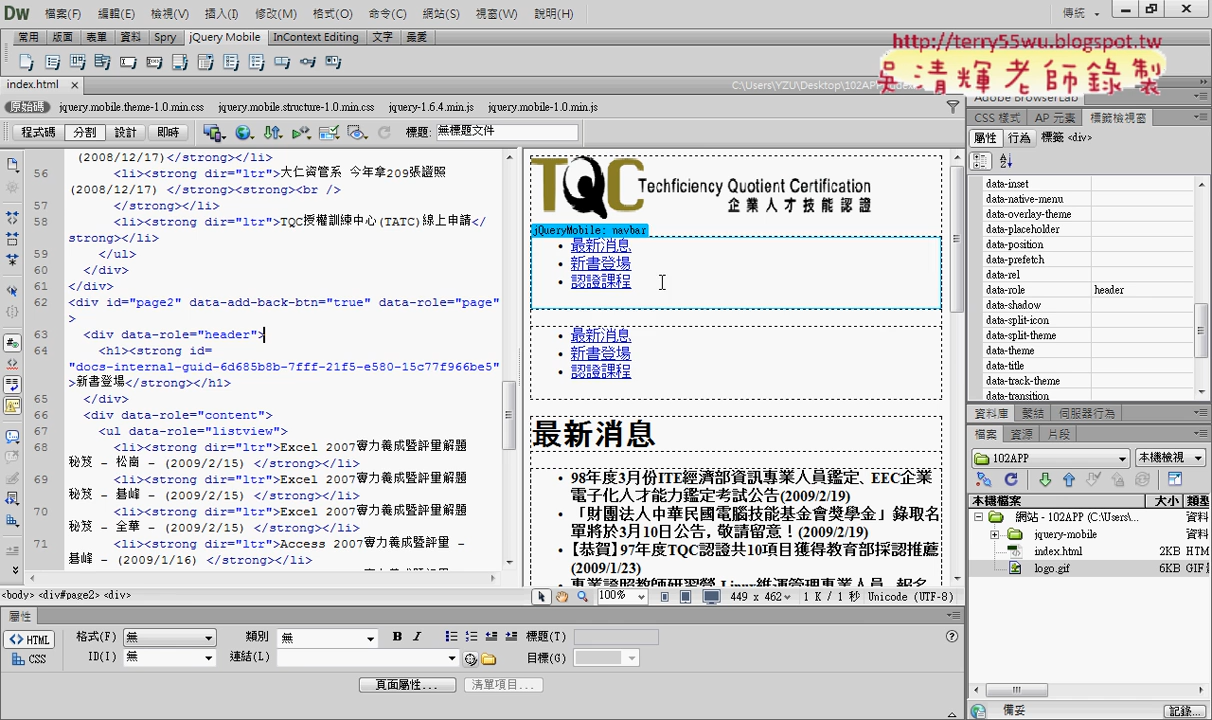 Dw 檔案(F) 編輯(E) 檢視(V) 插入(I) 修改(M) 格式(O) 命令(C) 網站(S) 視窗(W) 說明(H) 傳統
http://terry55wu.blogspot.tw
吳清輝老師錄製
常用 版面 表單 資料 Spry jQuery Mobile InContext Editing 文字 最愛
index.html
C:\Users\YZU\Desktop\102AP
原始碼 jquery.mobile.theme-1.0.min.css jquery.mobile.structure-1.0.min.css jquery-1.6.4.min.js jquery.mobile-1.0.min.js
程式碼 分割 設計 即時 標題: 無標題文件
(2008/12/17)</strong></li>
56 <li><strong dir="ltr">大仁資管系 今年拿209張證照
(2008/12/17) </strong><strong><br />
57 </strong></li>
58 <li><strong dir="ltr">TQC授權訓練中心(TATC)線上申請</
strong></li>
59 </ul>
60 </div>
61 </div>
62 <div id="page2" data-add-back-btn="true" data-role="page"
>
63 <div data-role="header">
64 <h1><strong id=
"docs-internal-guid-6d685b8b-7fff-21f5-e580-15c77f966be5"
>新書登場</strong></h1>
65 </div>
66 <div data-role="content">
67 <ul data-role="listview">
68 <li><strong dir="ltr">Excel 2007實力養成暨評量解題
秘笈 - 松崗 - (2009/2/15) </strong></li>
69 <li><strong dir="ltr">Excel 2007實力養成暨評量解題
秘笈 - 碁峰 - (2009/2/15) </strong></li>
70 <li><strong dir="ltr">Excel 2007實力養成暨評量解題
秘笈 - 全華 - (2009/2/15) </strong></li>
71 <li><strong dir="ltr">Access 2007實力養成暨評量 -
碁峰 - (2009/1/16) </strong></li>
TQC Techficiency Quotient Certification
企業人才技能認證
jQueryMobile: navbar
• 最新消息
• 新書登場
• 認證課程
• 最新消息
• 新書登場
• 認證課程
最新消息
• 98年度3月份ITE經濟部資訊專業人員鑑定、EEC企業
電子化人才能力鑑定考試公告(2009/2/19)
• 「財團法人中華民國電腦技能基金會獎學金」錄取名
單將於3月10日公告, 敬請留意！(2009/2/19)
• 【恭賀】97年度TQC認證共10項目獲得教育部採認推薦
(2009/1/23)
• 專業證照教師研習營 Linux維運管理專業人員 報名
<body> <div#page2> <div>
100% 449 x 462 1 K / 1 秒 Unicode (UTF-8)
屬性
<> HTML 格式(F) 無 類別 無 B I 標題(T)
CSS ID(I) 無 連結(L) 目標(G)
頁面屬性... 清單項目...
Adobe BrowserLab
CSS 樣式 AP 元素 標籤檢視窗
屬性 行為 標籤 <div>
data-inset
data-native-menu
data-overlay-theme
data-placeholder
data-position
data-prefetch
data-rel
data-role header
data-shadow
data-split-icon
data-split-theme
data-theme
data-title
data-track-theme
data-transition
資料庫 繫結 伺服器行為
檔案 資源 片段
102APP 本機檢視
本機檔案 大小 類型
網站 - 102APP (C:\Users\... 資料
jquery-mobile 資料
index.html 2KB HTM
logo.gif 6KB GIF
備妥 記錄...